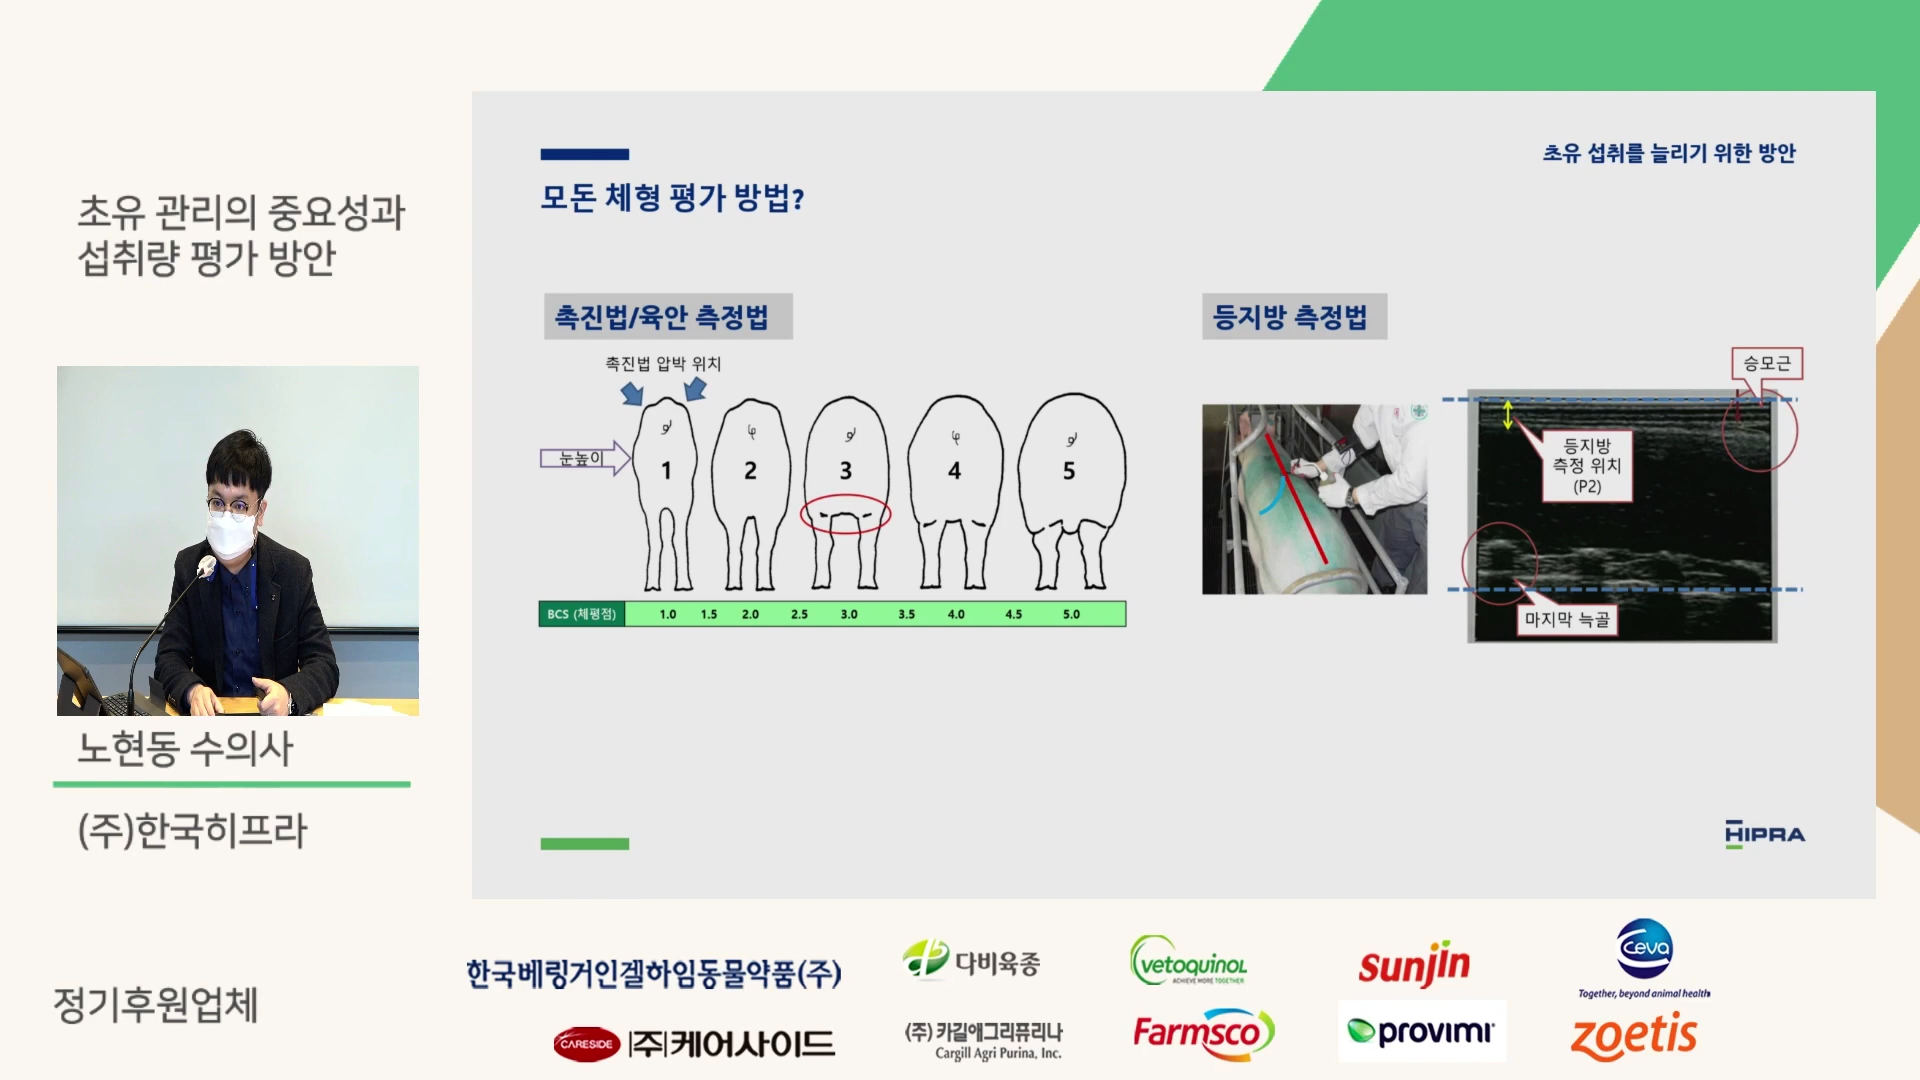 초유 관리의 중요성과
섭취량 평가 방안
노현동 수의사
(주)한국히프라
초유 섭취를 늘리기 위한 방안
모돈 체형 평가 방법?
촉진법/육안 측정법
촉진법 압박 위치
눈높이
1 2 3 4 5
BCS (체평점) 1.0 1.5 2.0 2.5 3.0 3.5 4.0 4.5 5.0
등지방 측정법
승모근
등지방
측정 위치
(P2)
마지막 늑골
HIPRA
정기후원업체
한국베링거인겔하임동물약품(주)
다비육종
vetoquinol
ACHIEVE MORE TOGETHER
sunjin
ceva
Together, beyond animal health
CARESIDE (주)케어사이드
(주) 카길애그리퓨리나
Cargill Agri Purina, Inc.
Farmsco
provimi
zoetis